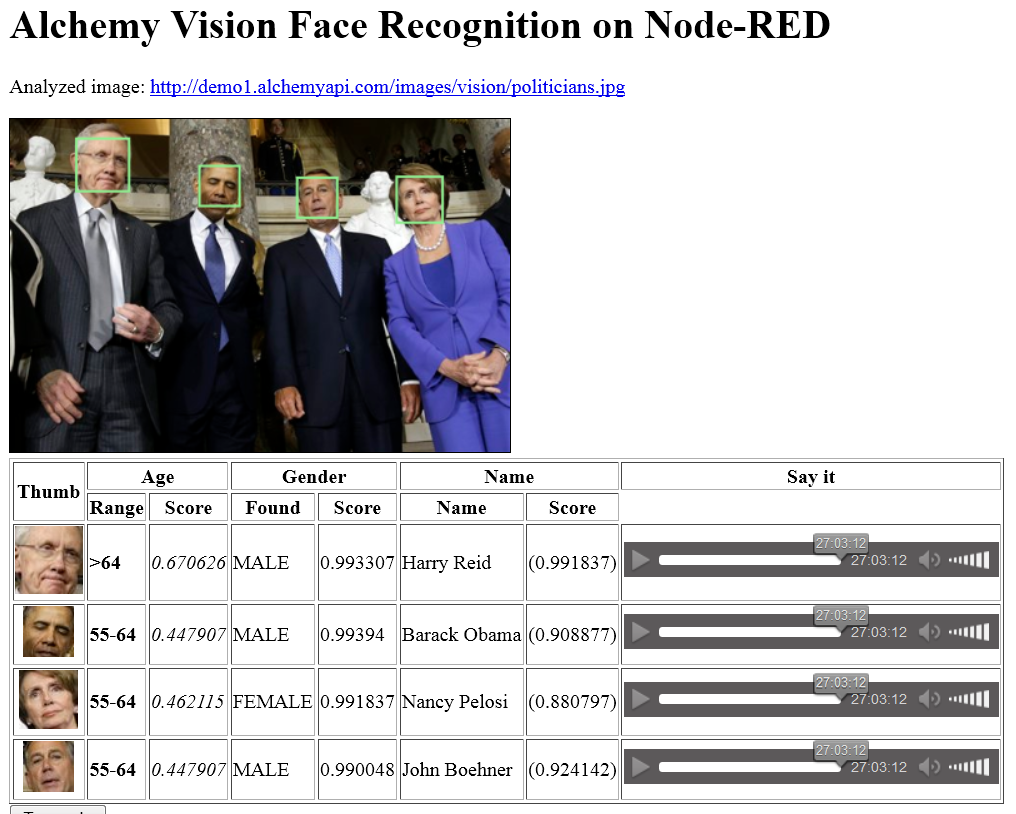 Alchemy Vision Face Recognition on Node-RED
Analyzed image: http://demo1.alchemyapi.com/images/vision/politicians.jpg
Thumb Age Gender Name Say it
Range Score Found Score Name Score
>64 0.670626 MALE 0.993307 Harry Reid (0.991837) 27:03:12 27:03:12
55-64 0.447907 MALE 0.99394 Barack Obama (0.908877) 27:03:12 27:03:12
55-64 0.462115 FEMALE 0.991837 Nancy Pelosi (0.880797) 27:03:12 27:03:12
55-64 0.447907 MALE 0.990048 John Boehner (0.924142) 27:03:12 27:03:12